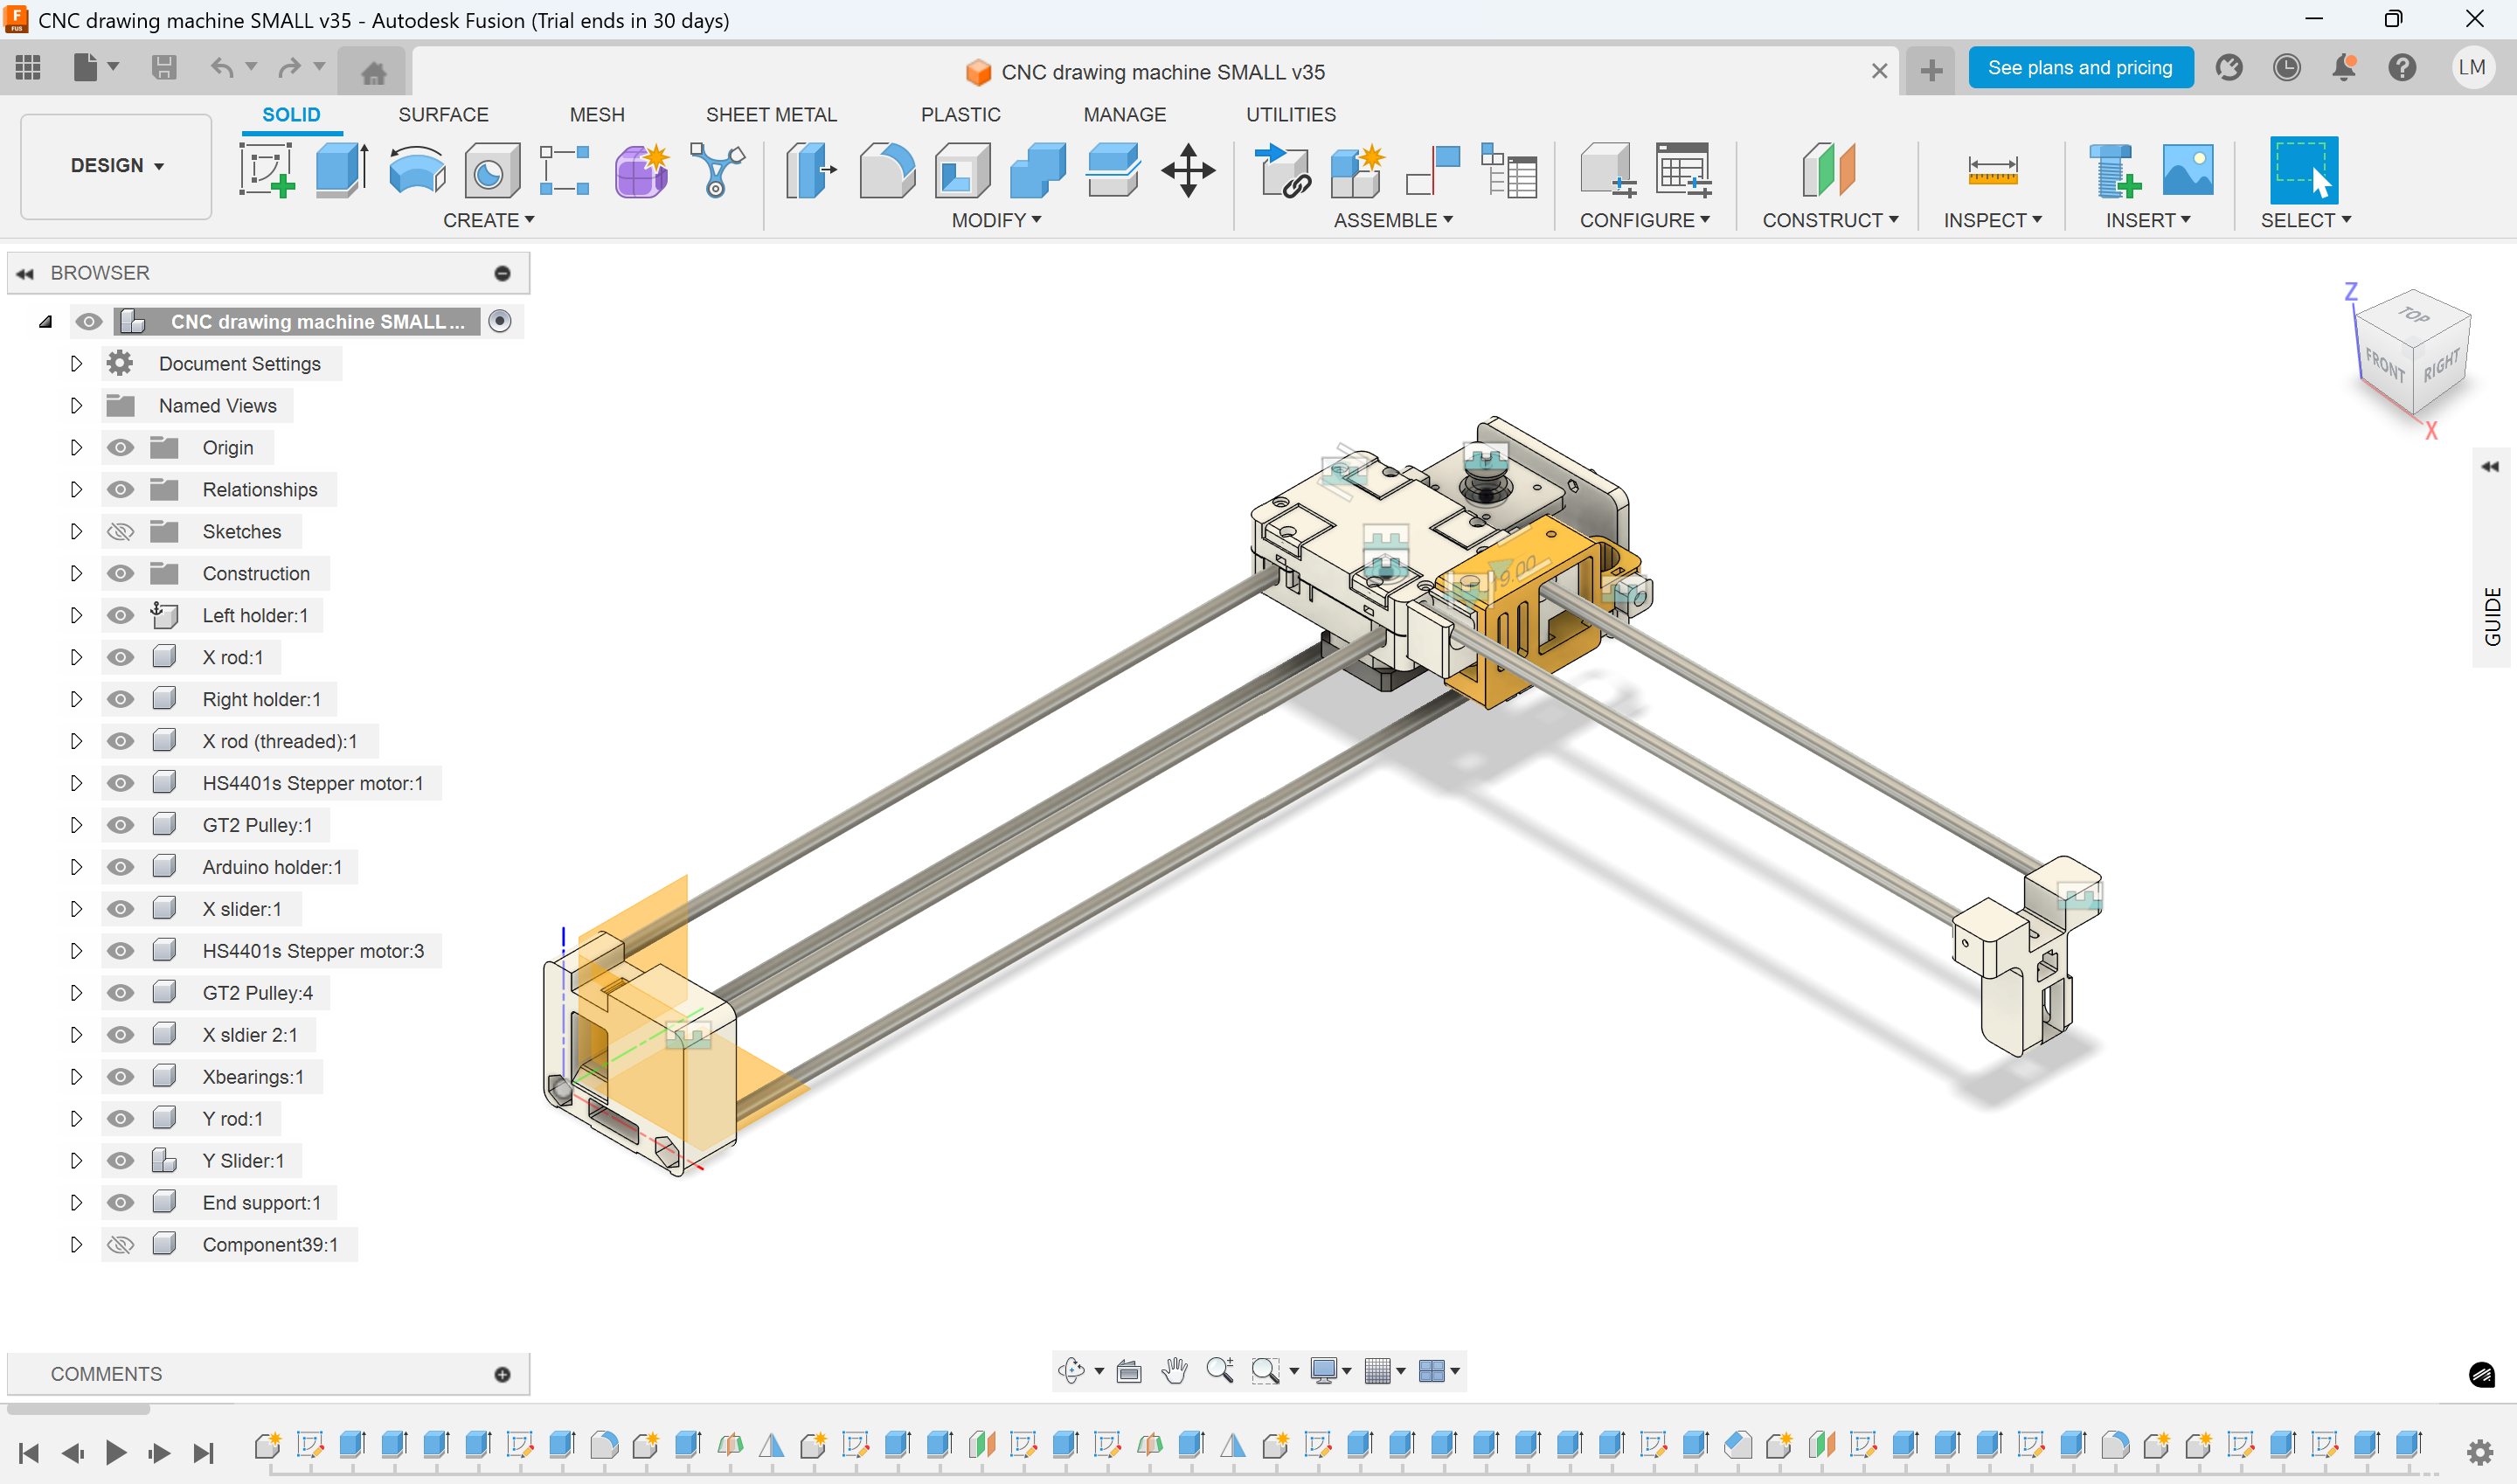 CNC drawing machine SMALL v35 - Autodesk Fusion (Trial ends in 30 days)
CNC drawing machine SMALL v35
See plans and pricing
LM
DESIGN
SOLID
SURFACE
MESH
SHEET METAL
PLASTIC
MANAGE
UTILITIES
CREATE
MODIFY
ASSEMBLE
CONFIGURE
CONSTRUCT
INSPECT
INSERT
SELECT
BROWSER
CNC drawing machine SMALL ...
Document Settings
Named Views
Origin
Relationships
Sketches
Construction
Left holder:1
X rod:1
Right holder:1
X rod (threaded):1
HS4401s Stepper motor:1
GT2 Pulley:1
Arduino holder:1
X slider:1
HS4401s Stepper motor:3
GT2 Pulley:4
X sldier 2:1
Xbearings:1
Y rod:1
Y Slider:1
End support:1
Component39:1
Z
TOP
FRONT
RIGHT
X
GUIDE
9.00
COMMENTS